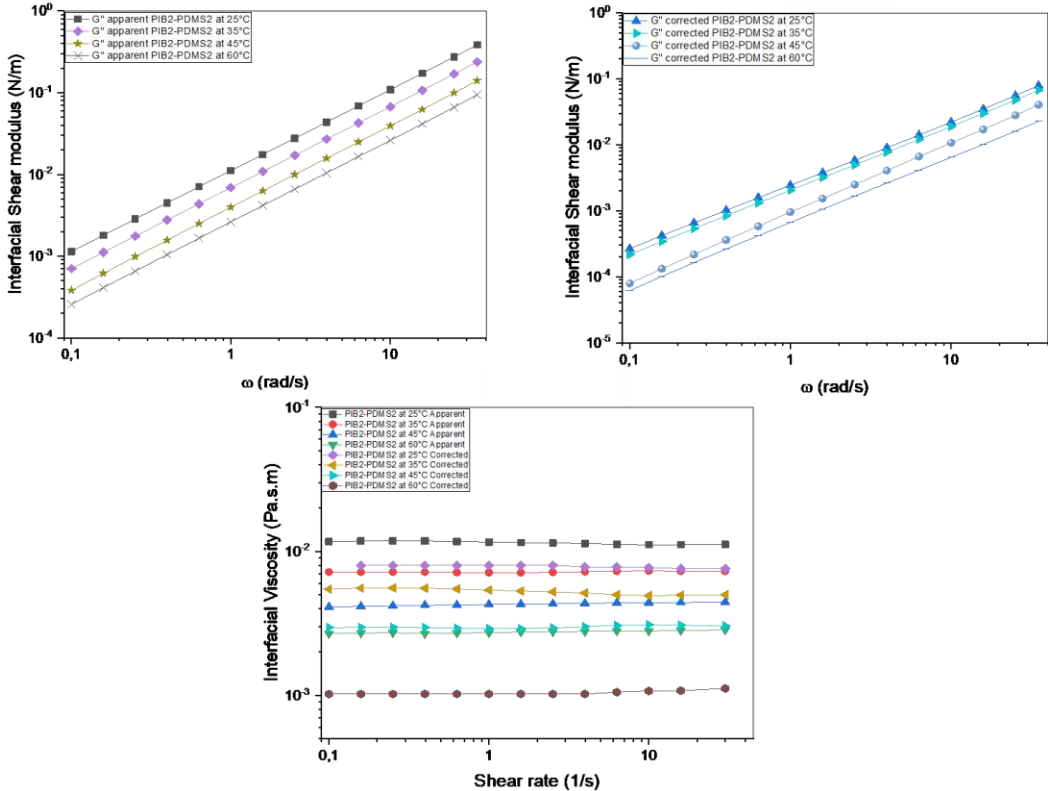 G'' apparent PIB2-PDMS2 at 25°C
G'' apparent PIB2-PDMS2 at 35°C
G'' apparent PIB2-PDMS2 at 45°C
G'' apparent PIB2-PDMS2 at 60°C
10⁰
10⁻¹
10⁻²
10⁻³
10⁻⁴
Interfacial Shear modulus (N/m)
0,1
1
10
ω (rad/s)
G'' corrected PIB2-PDMS2 at 25°C
G'' corrected PIB2-PDMS2 at 35°C
G'' corrected PIB2-PDMS2 at 45°C
G'' corrected PIB2-PDMS2 at 60°C
10⁰
10⁻¹
10⁻²
10⁻³
10⁻⁴
10⁻⁵
Interfacial Shear modulus (N/m)
0,1
1
10
ω (rad/s)
PIB2-PDMS2 at 25°C Apparent
PIB2-PDMS2 at 35°C Apparent
PIB2-PDMS2 at 45°C Apparent
PIB2-PDMS2 at 60°C Apparent
PIB2-PDMS2 at 25°C Corrected
PIB2-PDMS2 at 35°C Corrected
PIB2-PDMS2 at 45°C Corrected
PIB2-PDMS2 at 60°C Corrected
10⁻¹
10⁻²
10⁻³
Interfacial Viscosity (Pa.s.m)
0,1
1
10
Shear rate (1/s)